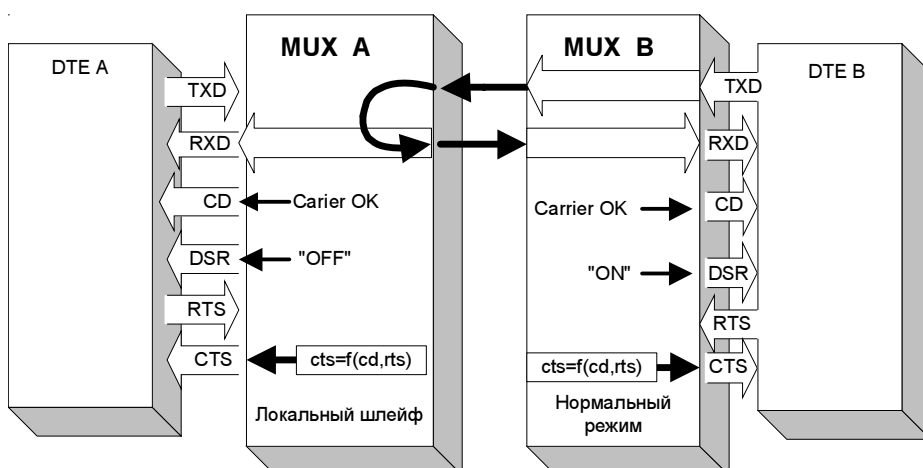 DTE A
MUX A
MUX B
DTE B
TXD
TXD
RXD
RXD
CD
Carier OK
Carrier OK
CD
DSR
"OFF"
"ON"
DSR
RTS
RTS
CTS
cts=f(cd,rts)
cts=f(cd,rts)
CTS
Локальный шлейф
Нормальный
режим